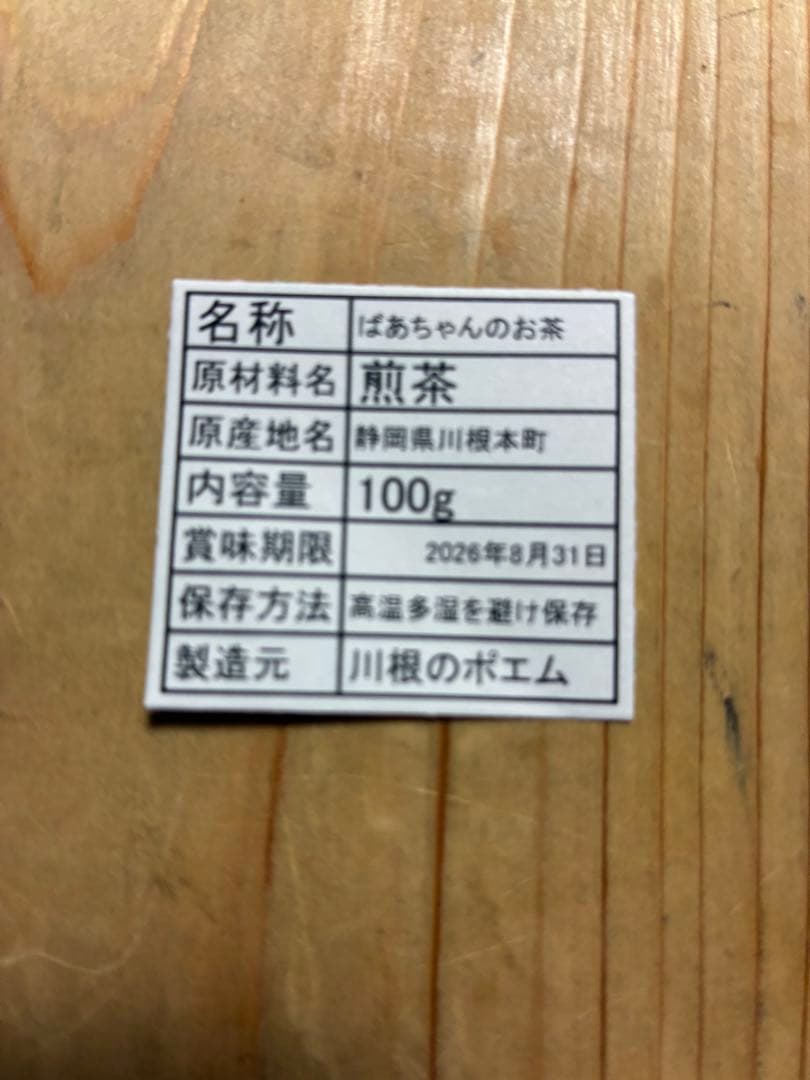 名称 ばあちゃんのお茶
原材料名 煎茶
原産地名 静岡県川根本町
内容量 100g
賞味期限 2026年8月31日
保存方法 高温多湿を避け保存
製造元 川根のポエム